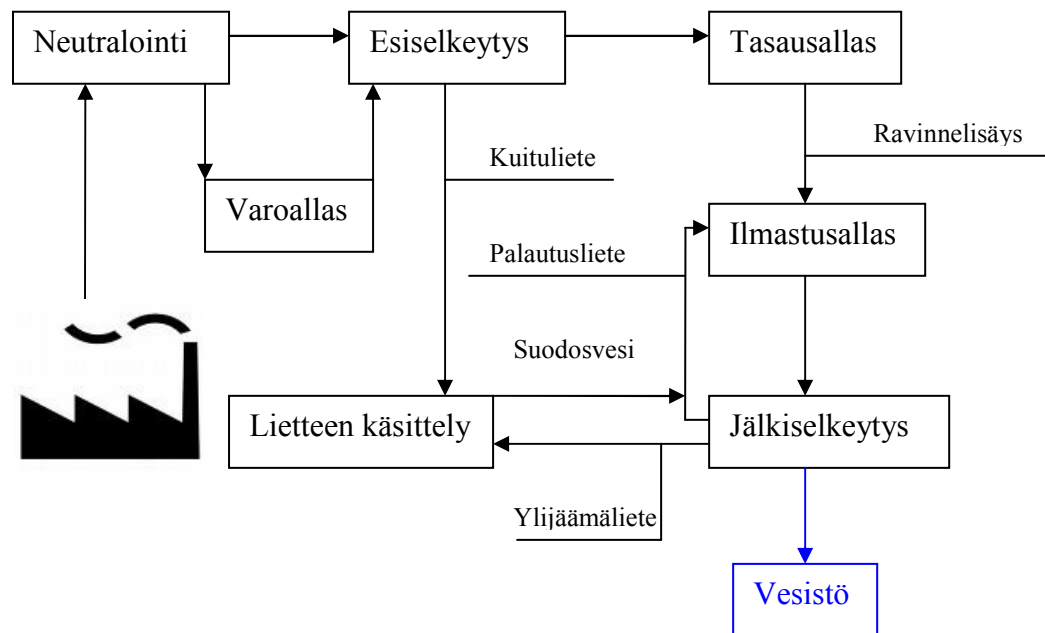 Neutralointi
Esiselkeytys
Tasausallas
Ravinnelisäys
Kuituliete
Varoallas
Ilmastusallas
Palautusliete
Suodosvesi
Lietteen käsittely
Jälkiselkeytys
Ylijäämäliete
Vesistö